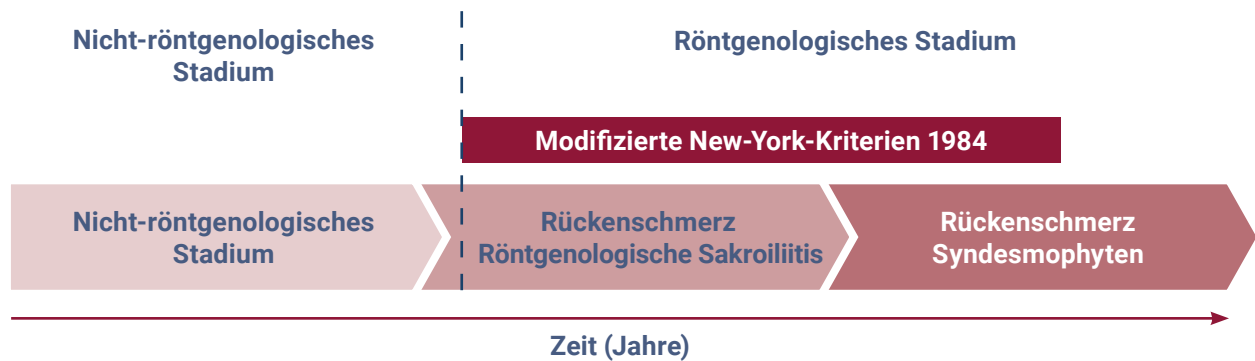 Nicht-röntgenologisches
Stadium
Röntgenologisches Stadium
Modifizierte New-York-Kriterien 1984
Nicht-röntgenologisches
Stadium
Rückenschmerz
Röntgenologische Sakroiliitis
Rückenschmerz
Syndesmophyten
Zeit (Jahre)